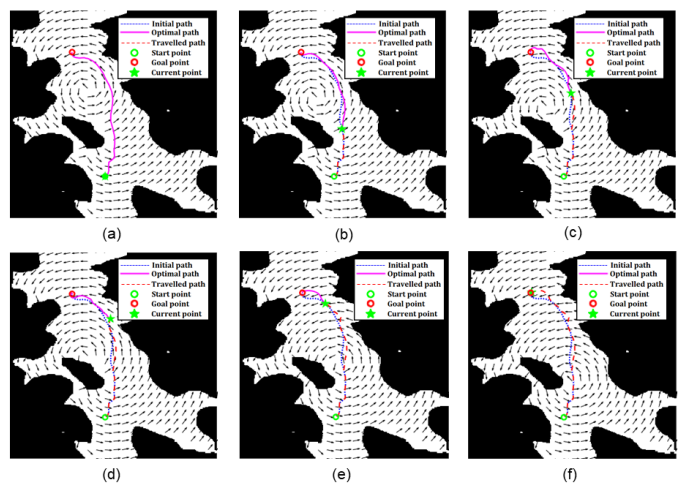 Initial path
Optimal path
Travelled path
Start point
Goal point
Current point
(a)
Initial path
Optimal path
Travelled path
Start point
Goal point
Current point
(b)
Initial path
Optimal path
Travelled path
Start point
Goal point
Current point
(c)
Initial path
Optimal path
Travelled path
Start point
Goal point
Current point
(d)
Initial path
Optimal path
Travelled path
Start point
Goal point
Current point
(e)
Initial path
Optimal path
Travelled path
Start point
Goal point
Current point
(f)